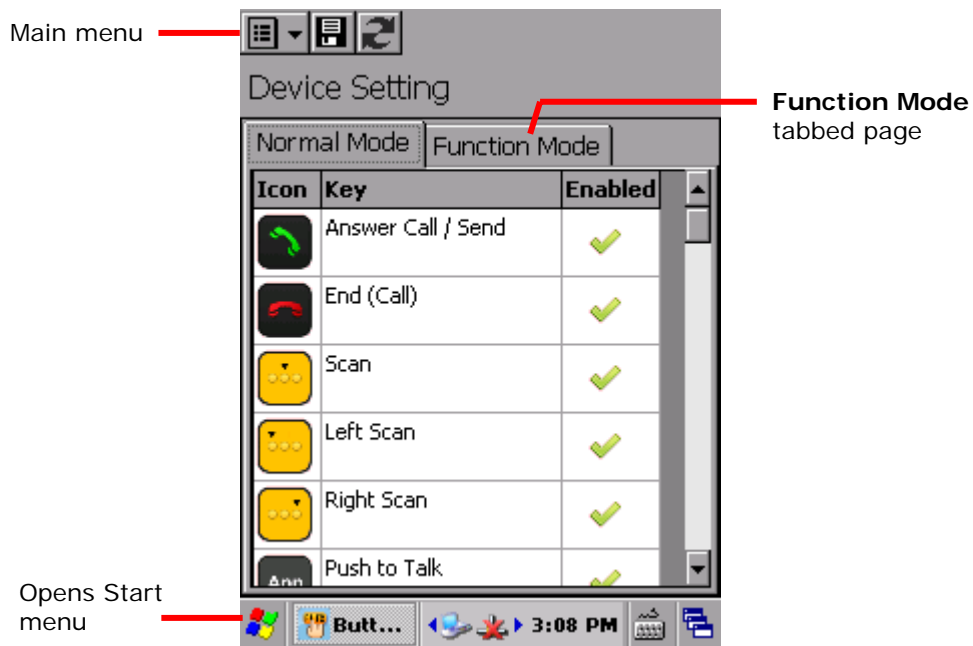 Main menu
Device Setting
Function Mode
tabbed page
Normal Mode Function Mode
Icon Key Enabled
Answer Call / Send
End (Call)
Scan
Left Scan
Right Scan
Push to Talk
App
Opens Start
menu
Butt... 3:08 PM